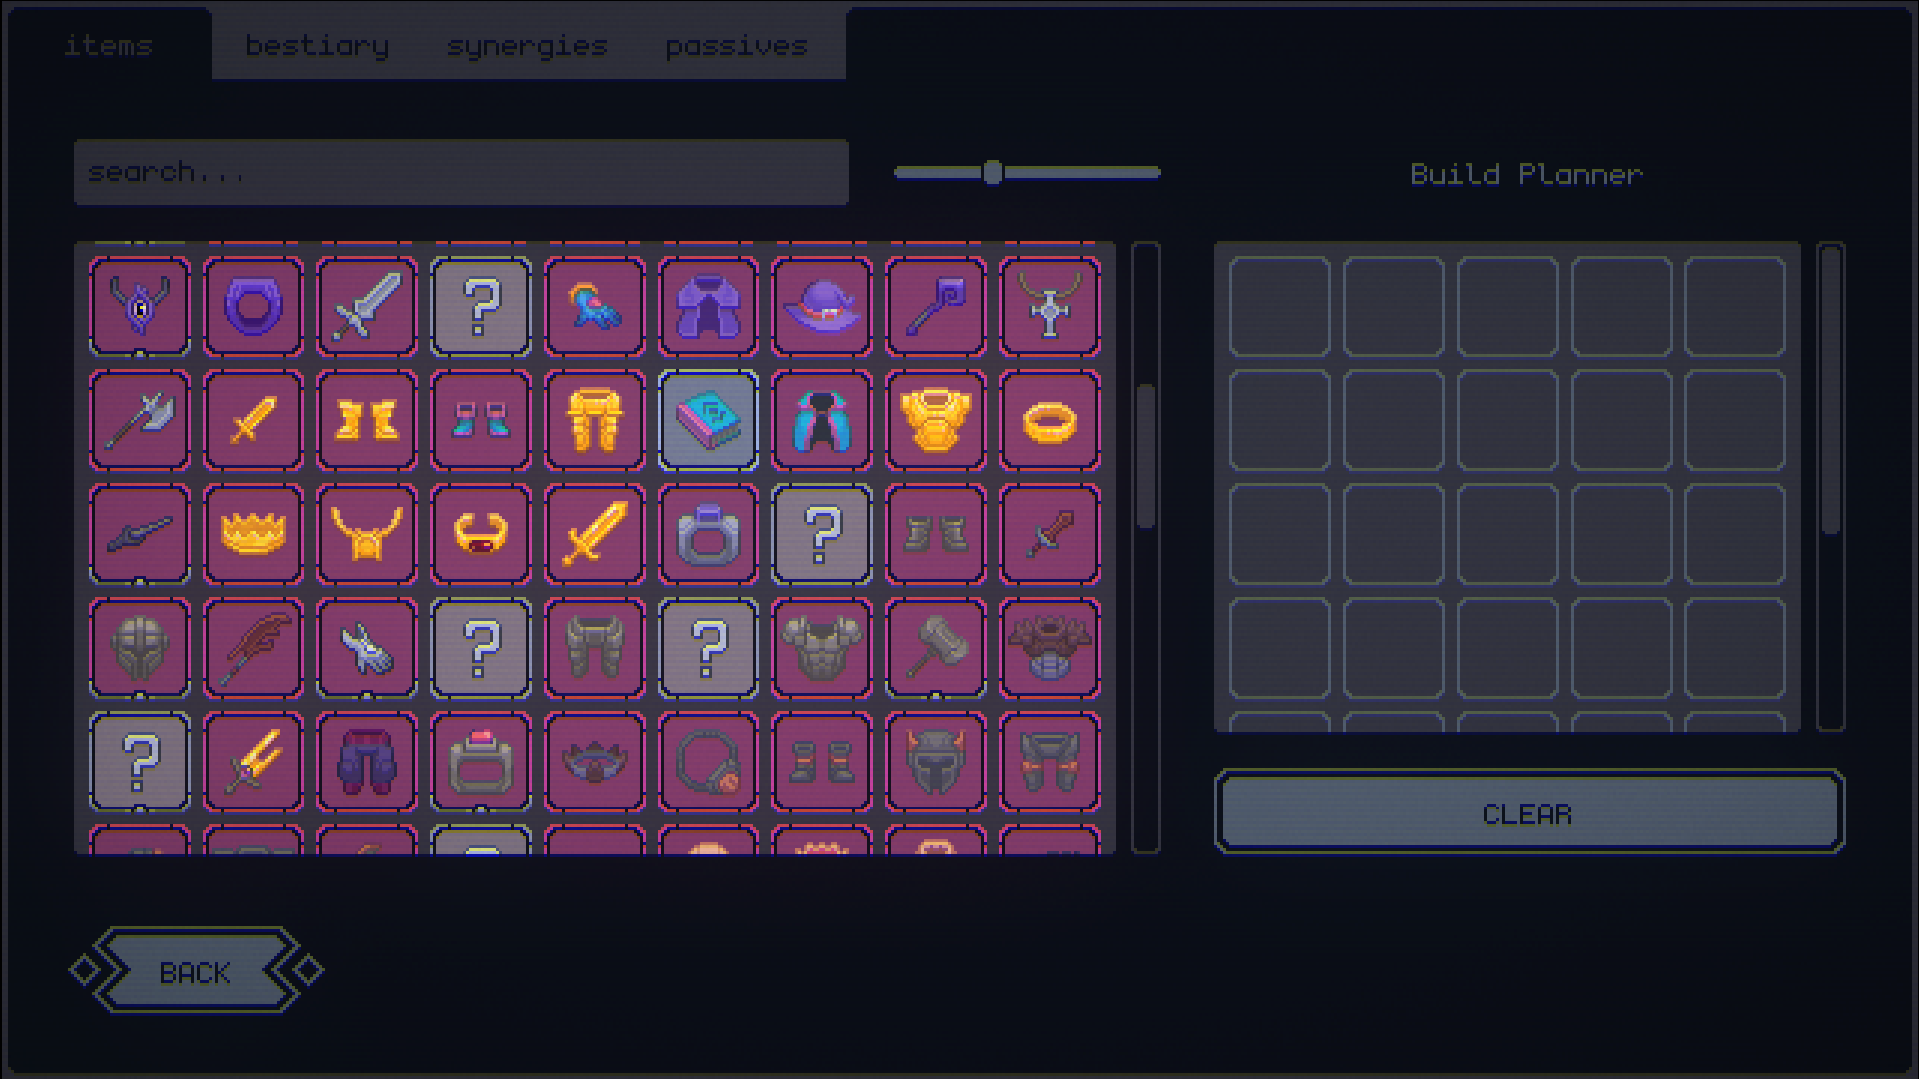 items bestiary synergies passives
search...
Build Planner
?
?
? ?
?
CLEAR
BACK